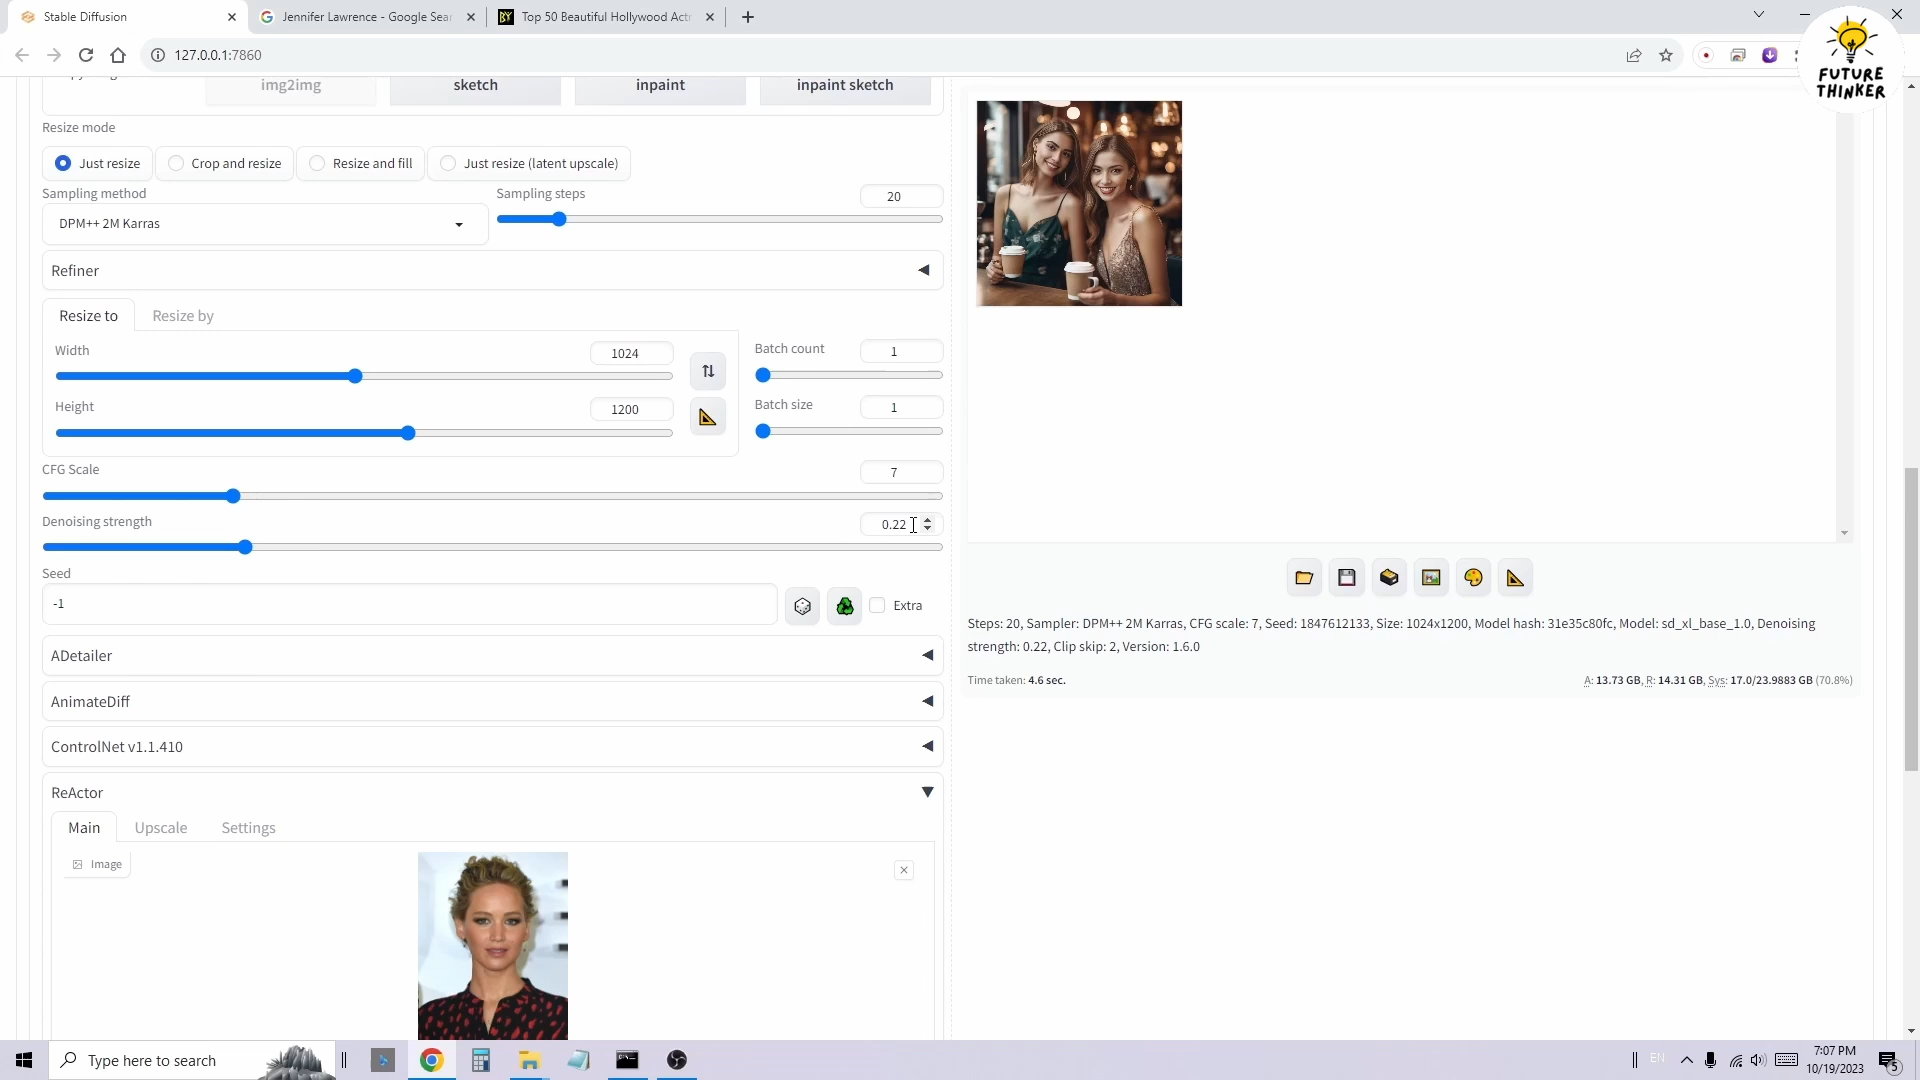 Stable Diffusion
Jennifer Lawrence - Google Sear
BY Top 50 Beautiful Hollywood Actr
127.0.0.1:7860
FUTURE
THINKER
img2img sketch inpaint inpaint sketch
Resize mode
Just resize Crop and resize Resize and fill Just resize (latent upscale)
Sampling method
Sampling steps
20
DPM++ 2M Karras
Refiner
Resize to Resize by
Width
1024
Height
1200
Batch count
1
Batch size
1
CFG Scale
7
Denoising strength
0.22
Seed
-1
Extra
ADetailer
AnimateDiff
ControlNet v1.1.410
ReActor
Main Upscale Settings
Image
Steps: 20, Sampler: DPM++ 2M Karras, CFG scale: 7, Seed: 1847612133, Size: 1024x1200, Model hash: 31e35c80fc, Model: sd_xl_base_1.0, Denoising
strength: 0.22, Clip skip: 2, Version: 1.6.0
Time taken: 4.6 sec.
A: 13.73 GB, R: 14.31 GB, Sys: 17.0/23.9883 GB (70.8%)
Type here to search
EN
7:07 PM
10/19/2023
5